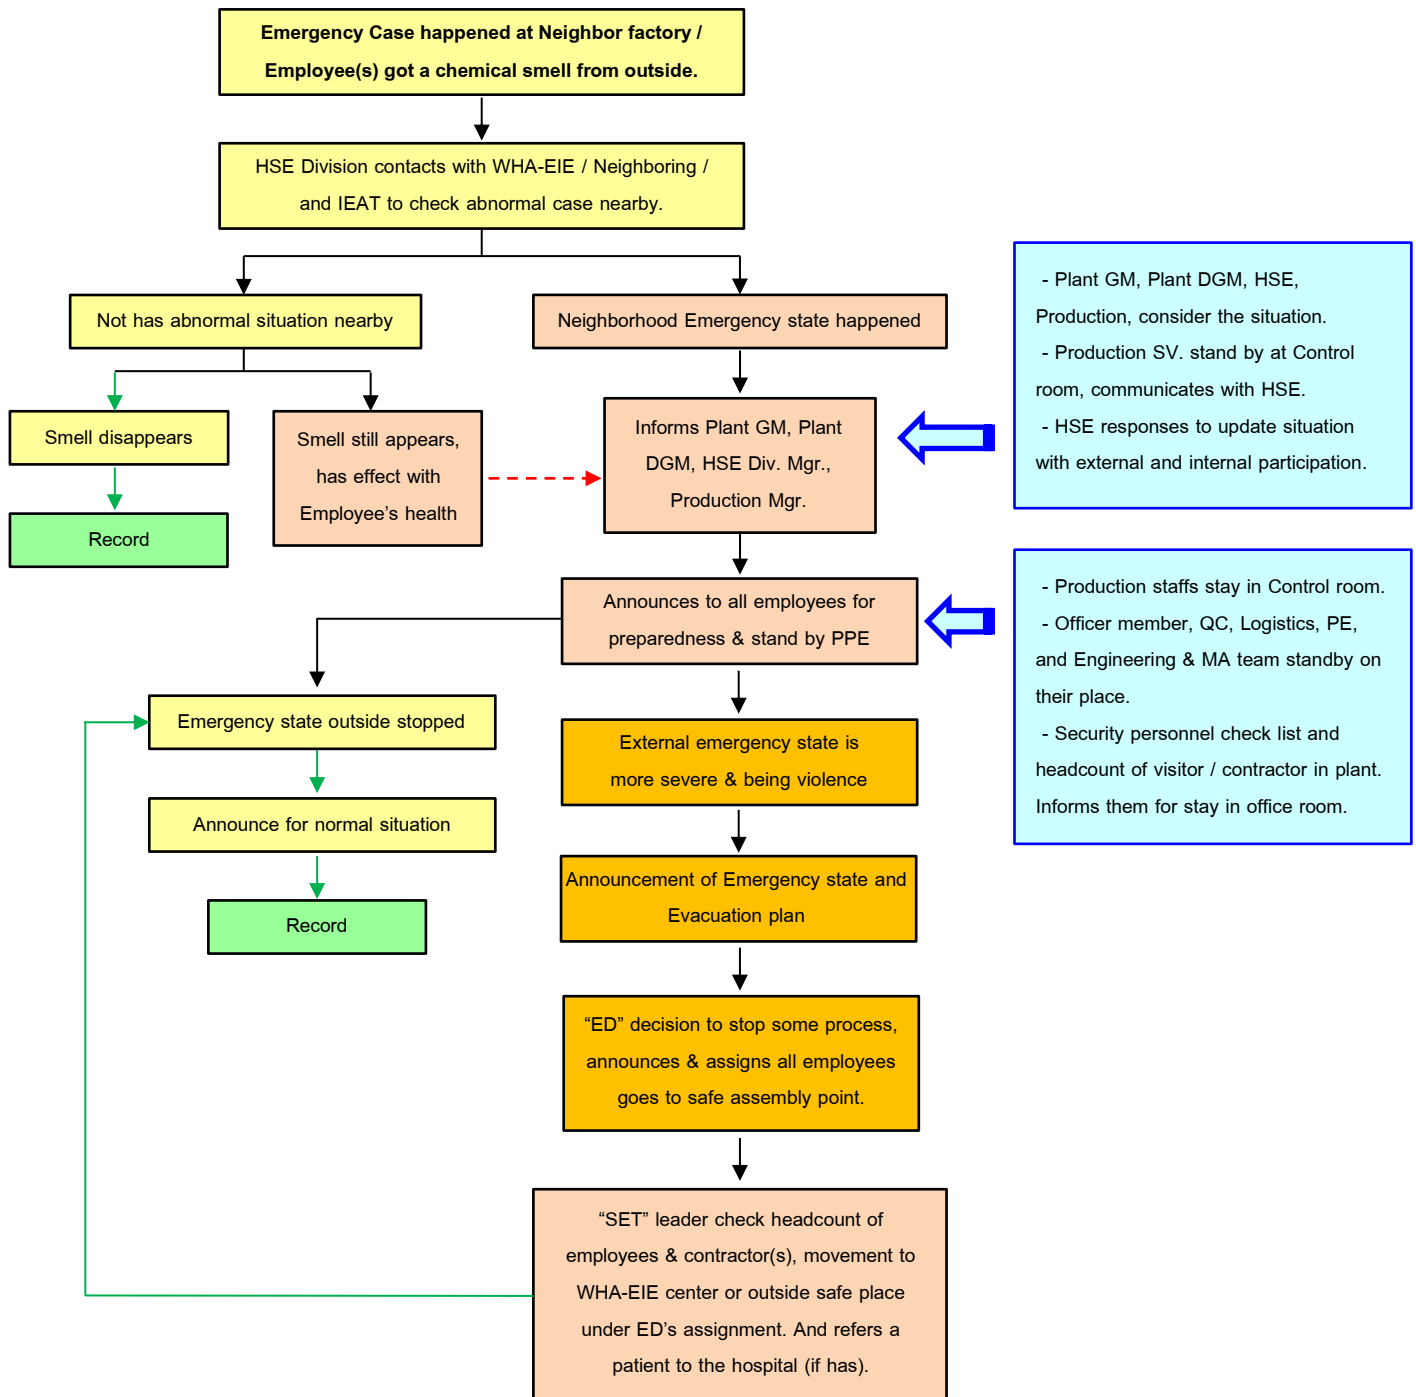 Emergency Case happened at Neighbor factory /
Employee(s) got a chemical smell from outside.
HSE Division contacts with WHA-EIE / Neighboring /
and IEAT to check abnormal case nearby.
Not has abnormal situation nearby
Neighborhood Emergency state happened
- Plant GM, Plant DGM, HSE,
Production, consider the situation.
- Production SV. stand by at Control
room, communicates with HSE.
- HSE responses to update situation
with external and internal participation.
Smell disappears
Smell still appears,
has effect with
Employee’s health
Informs Plant GM, Plant
DGM, HSE Div. Mgr.,
Production Mgr.
Record
Announces to all employees for
preparedness & stand by PPE
- Production staffs stay in Control room.
- Officer member, QC, Logistics, PE,
and Engineering & MA team standby on
their place.
- Security personnel check list and
headcount of visitor / contractor in plant.
Informs them for stay in office room.
Emergency state outside stopped
External emergency state is
more severe & being violence
Announce for normal situation
Announcement of Emergency state and
Evacuation plan
Record
“ED” decision to stop some process,
announces & assigns all employees
goes to safe assembly point.
“SET” leader check headcount of
employees & contractor(s), movement to
WHA-EIE center or outside safe place
under ED’s assignment. And refers a
patient to the hospital (if has).